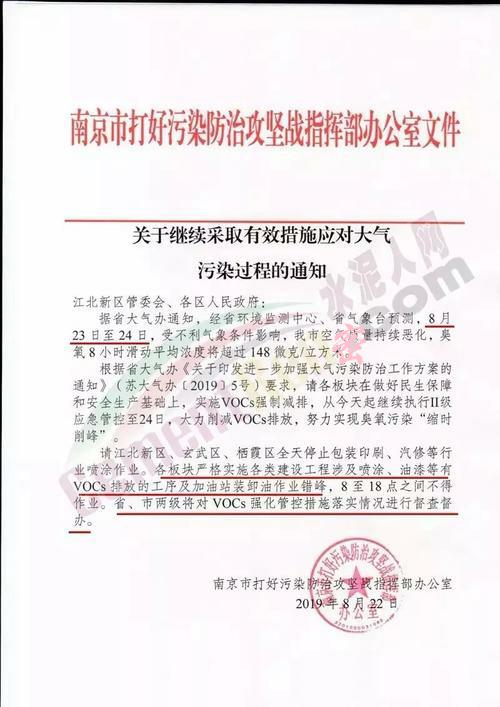 南京市打好污染防治攻坚战指挥部办公室文件
关于继续采取有效措施应对大气
污染过程的通知
江北新区管委会、各区人民政府：
据省大气办通知，经省环境监测中心、省气象台预测，8月
23日至24日，受不利气象条件影响，我市空气质量持续恶化，臭
氧8小时滑动平均浓度将超过148微克/立方米。
根据省大气办《关于印发进一步加强大气污染防治工作方案的
通知》（苏大气办〔2019〕5号）要求，请各板块在做好民生保障
和安全生产基础上，实施VOCs强制减排，从今天起继续执行II级
应急管控至24日，大力削减VOCs排放，努力实现臭氧污染“缩时
削峰”。
请江北新区、玄武区、栖霞区全天停止包装印刷、汽修等行
业喷涂作业。各板块严格实施各类建设工程涉及喷涂、油漆等有
VOCs排放的工序及加油站装卸油作业错峰，8至18点之间不得
作业。省、市两级将对VOCs强化管控措施落实情况进行督查督
办。
南京市打好污染防治攻坚战指挥部办公室
2019年8月22日
南京市打好污染防治攻坚战指挥部
办公室
水泥人网